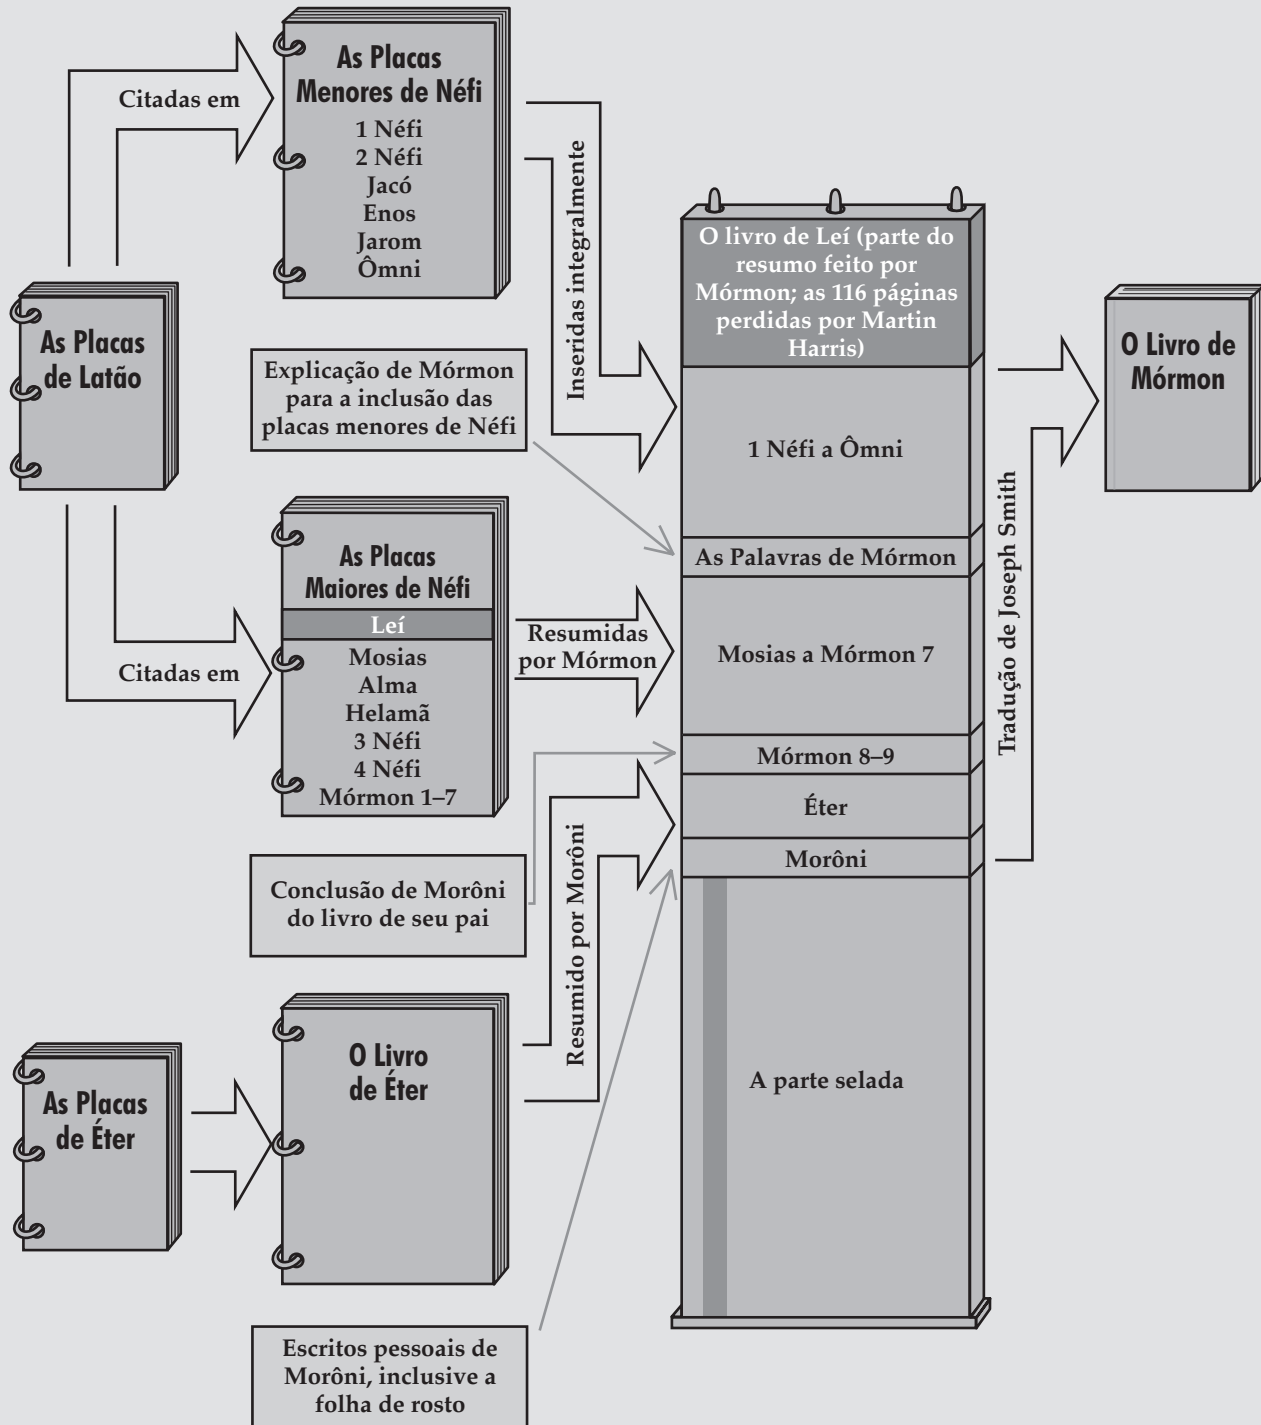 As Placas
Menores de Néfi
1 Néfi
2 Néfi
Jacó
Enos
Jarom
Ômni
Citadas em
Inseridas integralmente
As Placas
de Latão
Explicação de Mórmon
para a inclusão das
placas menores de Néfi
As Placas
Maiores de Néfi
Leí
Mosias
Alma
Helamã
3 Néfi
4 Néfi
Mórmon 1–7
Citadas em
Resumidas
por Mórmon
Conclusão de Morôni
do livro de seu pai
Resumido por Morôni
As Placas
de Éter
O Livro
de Éter
Escritos pessoais de
Morôni, inclusive a
folha de rosto
O livro de Leí (parte do
resumo feito por
Mórmon; as 116 páginas
perdidas por Martin
Harris)
1 Néfi a Ômni
As Palavras de Mórmon
Mosias a Mórmon 7
Mórmon 8–9
Éter
Morôni
A parte selada
Tradução de Joseph Smith
O Livro de
Mórmon